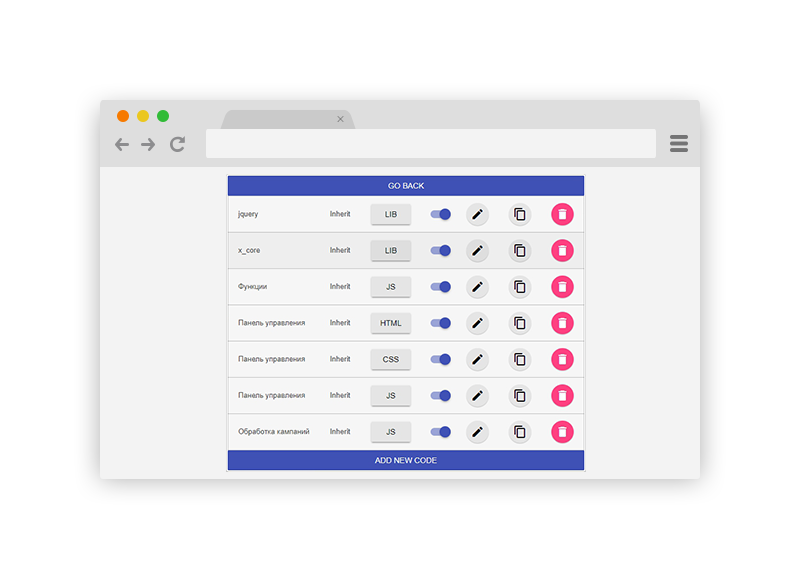 GO BACK
jquery Inherit LIB
x_core Inherit LIB
Функции Inherit JS
Панель управления Inherit HTML
Панель управления Inherit CSS
Панель управления Inherit JS
Обработка кампаний Inherit JS
ADD NEW CODE